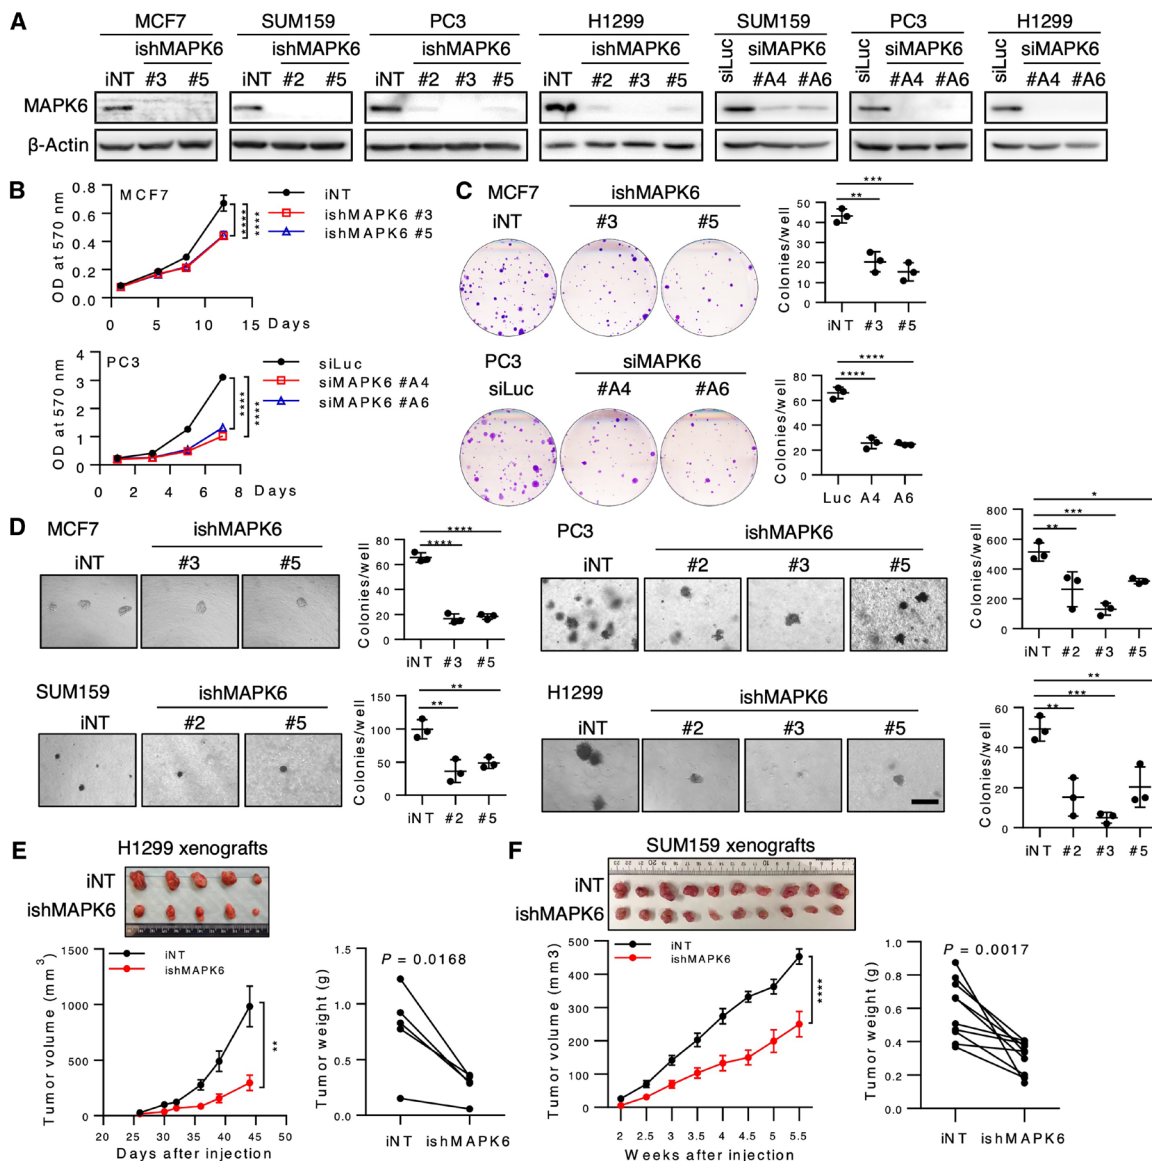 A
MCF7 SUM159 PC3 H1299 SUM159 PC3 H1299
ishMAPK6 ishMAPK6 ishMAPK6 ishMAPK6 siLuc siMAPK6 siLuc siMAPK6 siLuc siMAPK6
iNT #3 #5 iNT #2 #5 iNT #2 #3 #5 iNT #2 #3 #5 #A4 #A6 #A4 #A6 #A4 #A6
MAPK6
β-Actin
B
MCF7
OD at 570 nm
0.8
0.6
0.4
0.2
0.0
0 5 10 15 Days
iNT
ishMAPK6 #3
ishMAPK6 #5
****
****
PC3
OD at 570 nm
4
3
2
1
0
0 2 4 6 8 Days
siLuc
siMAPK6 #A4
siMAPK6 #A6
****
****
C
MCF7 ishMAPK6
iNT #3 #5
Colonies/well
50
40
30
20
10
0
iNT #3 #5
***
**
PC3 siMAPK6
siLuc #A4 #A6
Colonies/well
80
60
40
20
0
Luc A4 A6
****
****
D
MCF7 ishMAPK6
iNT #3 #5
Colonies/well
80
60
40
20
0
iNT #3 #5
****
****
PC3 ishMAPK6
iNT #2 #3 #5
Colonies/well
800
600
400
200
0
iNT #2 #3 #5
*
***
**
SUM159 ishMAPK6
iNT #2 #5
Colonies/well
150
100
50
0
iNT #2 #5
**
**
H1299 ishMAPK6
iNT #2 #3 #5
Colonies/well
60
40
20
0
iNT #2 #3 #5
**
***
**
E
H1299 xenografts
iNT
ishMAPK6
Tumor volume (mm3)
1500
1000
500
0
20 25 30 35 40 45 50
Days after injection
iNT
ishMAPK6
**
Tumor weight (g)
1.5
1.0
0.5
0.0
P = 0.0168
iNT ishMAPK6
F
SUM159 xenografts
iNT
ishMAPK6
Tumor volume (mm3)
500
400
300
200
100
0
2 2.5 3 3.5 4 4.5 5 5.5
Weeks after injection
iNT
ishMAPK6
****
Tumor weight (g)
1.0
0.8
0.6
0.4
0.2
0.0
P = 0.0017
iNT ishMAPK6